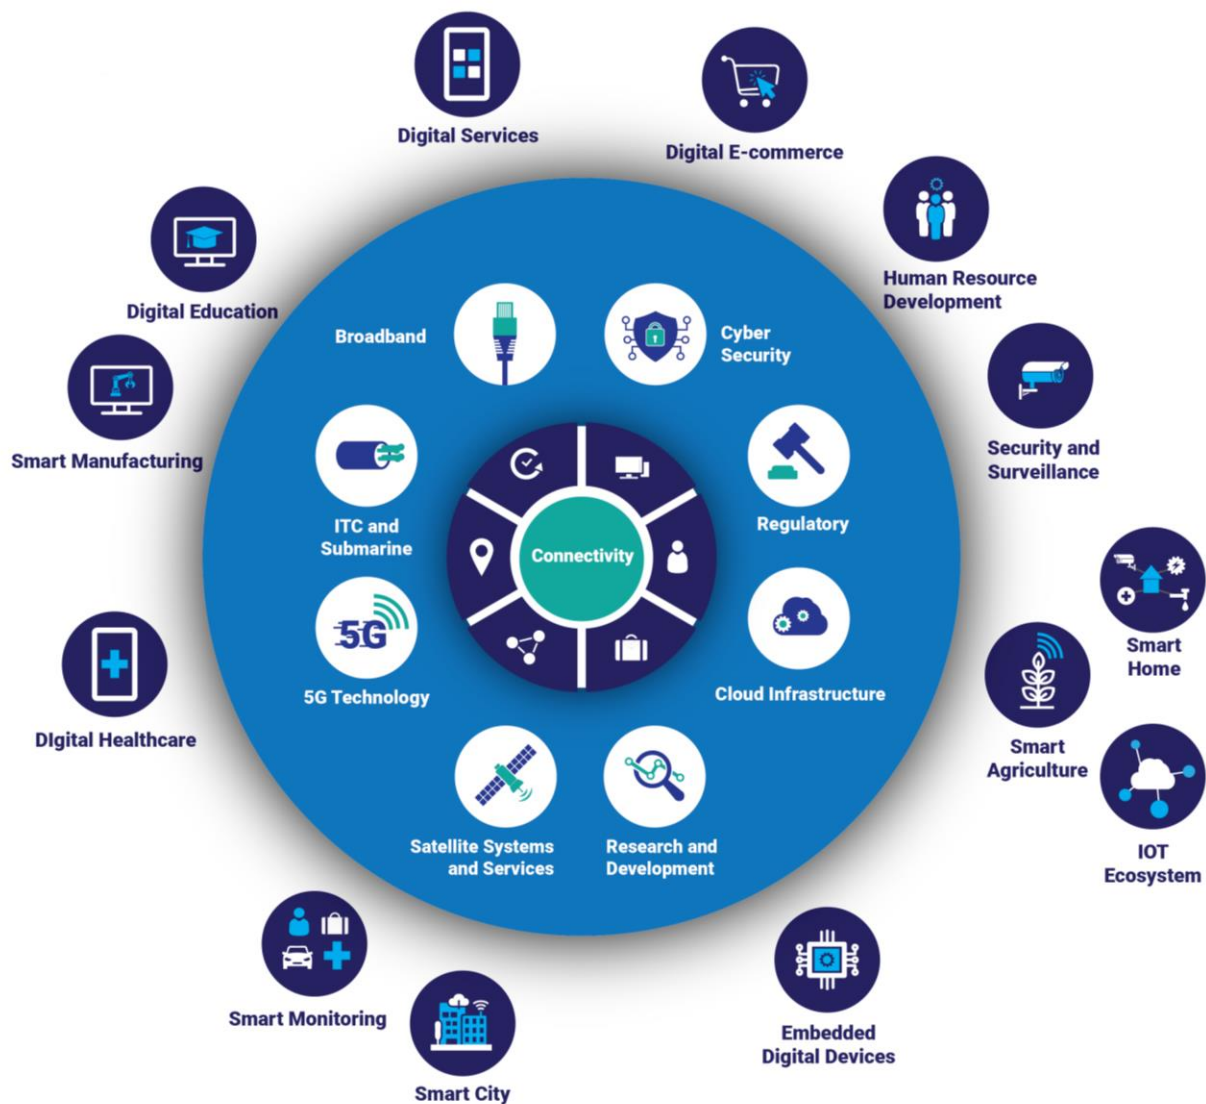 Digital Services
Digital E-commerce
Human Resource
Development
Digital Education
Broadband
Cyber
Security
Smart Manufacturing
Security and
Surveillance
ITC and
Submarine
Regulatory
Connectivity
5G
5G Technology
Cloud Infrastructure
Smart
Home
DIgital Healthcare
Smart
Agriculture
Satellite Systems
and Services
Research and
Development
IOT
Ecosystem
Smart Monitoring
Embedded
Digital Devices
Smart City